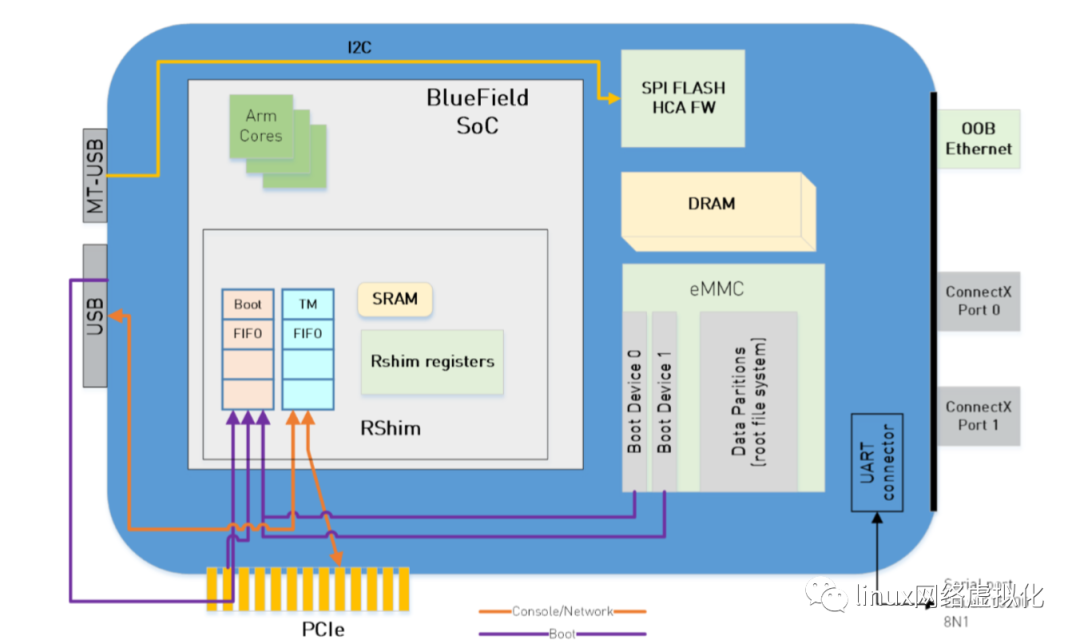 I2C
BlueField
SoC
Arm
Cores
SPI FLASH
HCA FW
OOB
Ethernet
MT-USB
DRAM
USB
eMMC
Boot
FIFO
TM
FIFO
SRAM
Rshim registers
RShim
Boot Device 0
Boot Device 1
Data Paritions
(root file system)
ConnectX
Port 0
ConnectX
Port 1
UART
connector
PCIe
Console/Network
Boot
Serial port
linux网络虚拟化
8N1